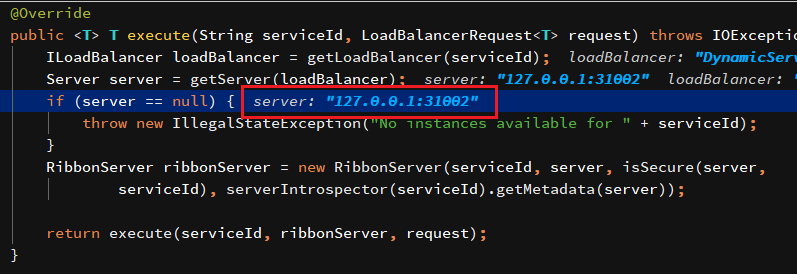 @Override
public <T> T execute(String serviceId, LoadBalancerRequest<T> request) throws IOExceptio
ILoadBalancer loadBalancer = getLoadBalancer(serviceId); loadBalancer: "DynamicServ
Server server = getServer(loadBalancer); server: "127.0.0.1:31002" loadBalancer: "
if (server == null) { server: "127.0.0.1:31002"
throw new IllegalStateException("No instances available for " + serviceId);
}
RibbonServer ribbonServer = new RibbonServer(serviceId, server, isSecure(server,
serviceId), serverIntrospector(serviceId).getMetadata(server));
return execute(serviceId, ribbonServer, request);
}